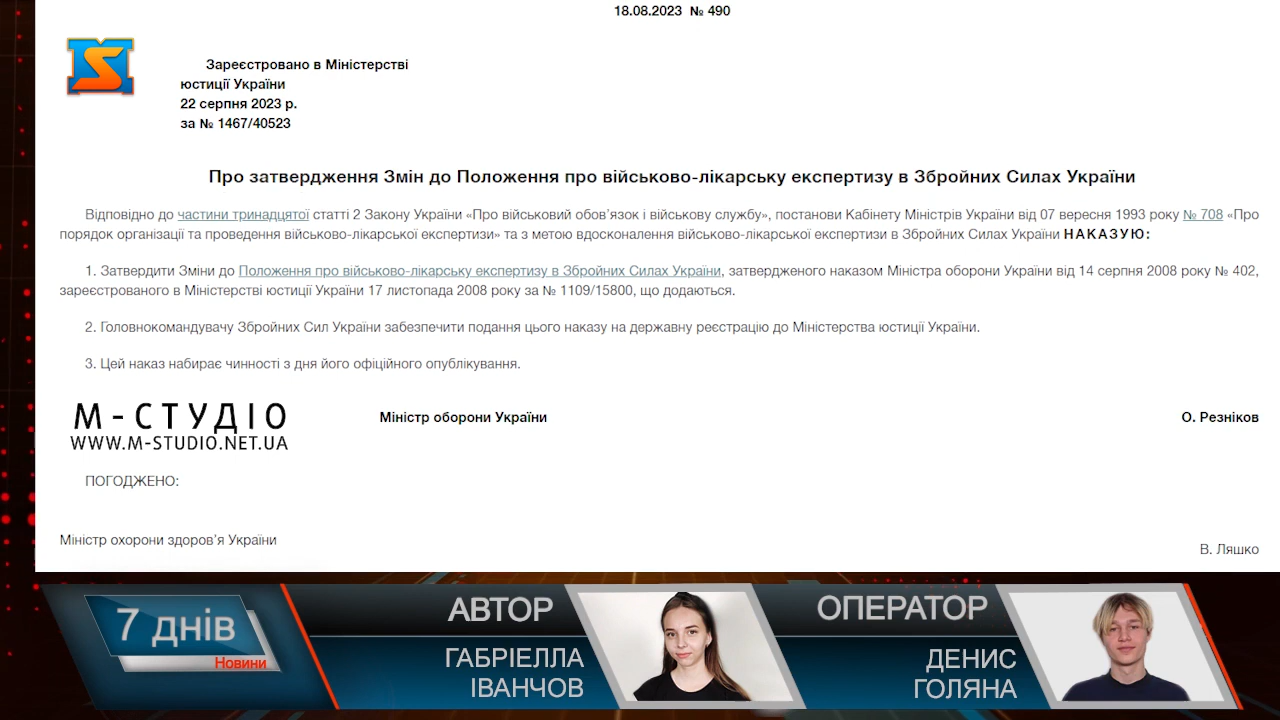 18.08.2023 № 490
Зареєстровано в Міністерстві
юстиції України
22 серпня 2023 р.
за № 1467/40523
Про затвердження Змін до Положення про військово-лікарську експертизу в Збройних Силах України
Відповідно до частини тринадцятої статті 2 Закону України «Про військовий обов’язок і військову службу», постанови Кабінету Міністрів України від 07 вересня 1993 року № 708 «Про
порядок організації та проведення військово-лікарської експертизи» та з метою вдосконалення військово-лікарської експертизи в Збройних Силах України НАКАЗУЮ:
1. Затвердити Зміни до Положення про військово-лікарську експертизу в Збройних Силах України, затвердженого наказом Міністра оборони України від 14 серпня 2008 року № 402,
зареєстрованого в Міністерстві юстиції України 17 листопада 2008 року за № 1109/15800, що додаються.
2. Головнокомандувачу Збройних Сил України забезпечити подання цього наказу на державну реєстрацію до Міністерства юстиції України.
3. Цей наказ набирає чинності з дня його офіційного опублікування.
М-СТУДІО
WWW.M-STUDIO.NET.UA
Міністр оборони України
О. Резніков
ПОГОДЖЕНО:
Міністр охорони здоров’я України
В. Ляшко
7 днів
Новини
АВТОР
ГАБРІЕЛЛА
ІВАНЧОВ
ОПЕРАТОР
ДЕНИС
ГОЛЯНА